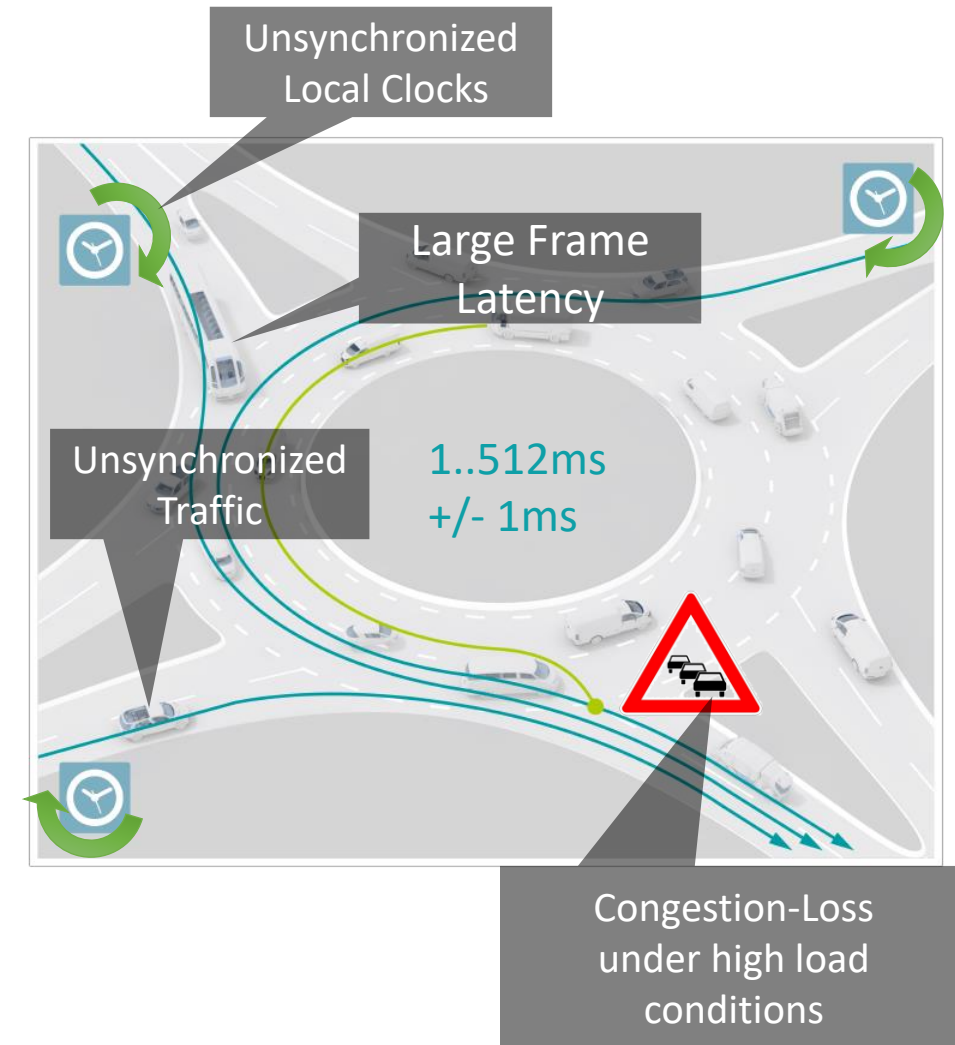 Unsynchronized
Local Clocks
Large Frame
Latency
Unsynchronized
Traffic
1..512ms
+/- 1ms
Congestion-Loss
under high load
conditions